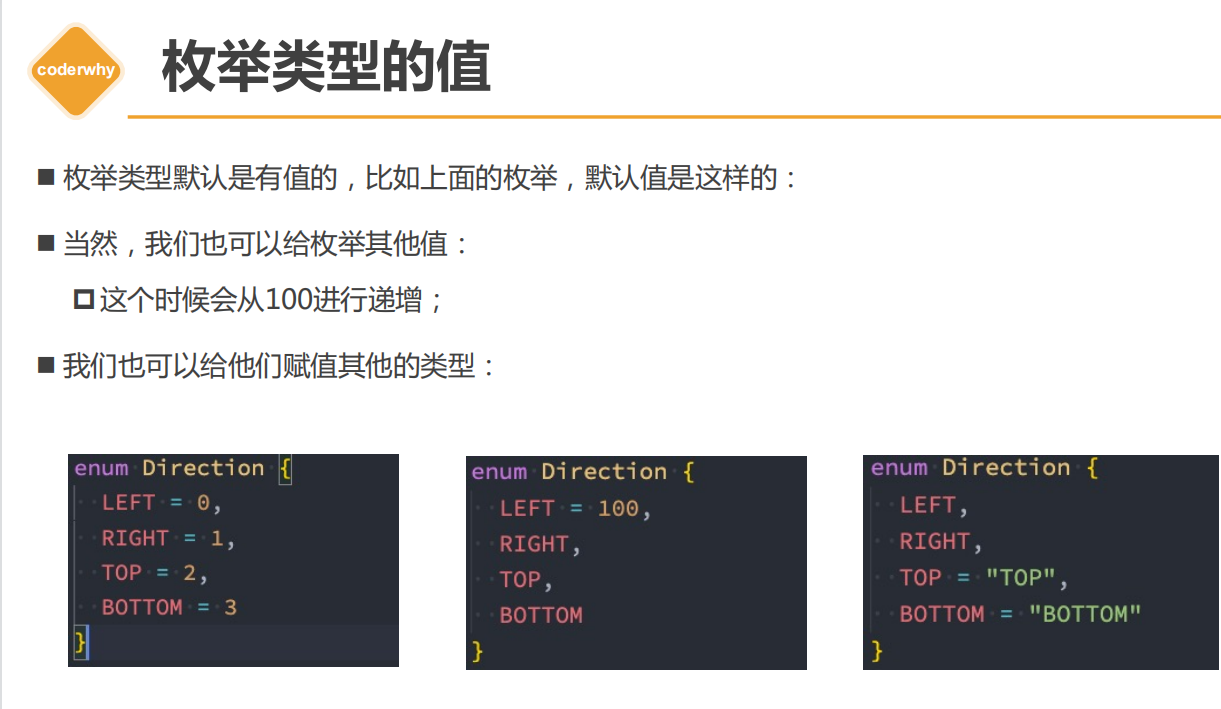 coderwhy
枚举类型的值
枚举类型默认是有值的，比如上面的枚举，默认值是这样的：
当然，我们也可以给枚举其他值：
这个时候会从100进行递增；
我们也可以给他们赋值其他的类型：
enum Direction {
LEFT = 0,
RIGHT = 1,
TOP = 2,
BOTTOM = 3
}
enum Direction {
LEFT = 100,
RIGHT,
TOP,
BOTTOM
}
enum Direction {
LEFT,
RIGHT,
TOP = "TOP",
BOTTOM = "BOTTOM"
}